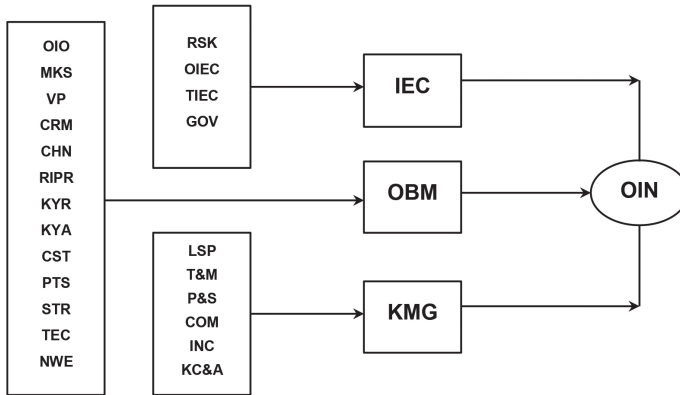 OIO
MKS
VP
CRM
CHN
RIPR
KYR
KYA
CST
PTS
STR
TEC
NWE
RSK
OIEC
TIEC
GOV
LSP
T&M
P&S
COM
INC
KC&A
IEC
OBM
KMG
OIN